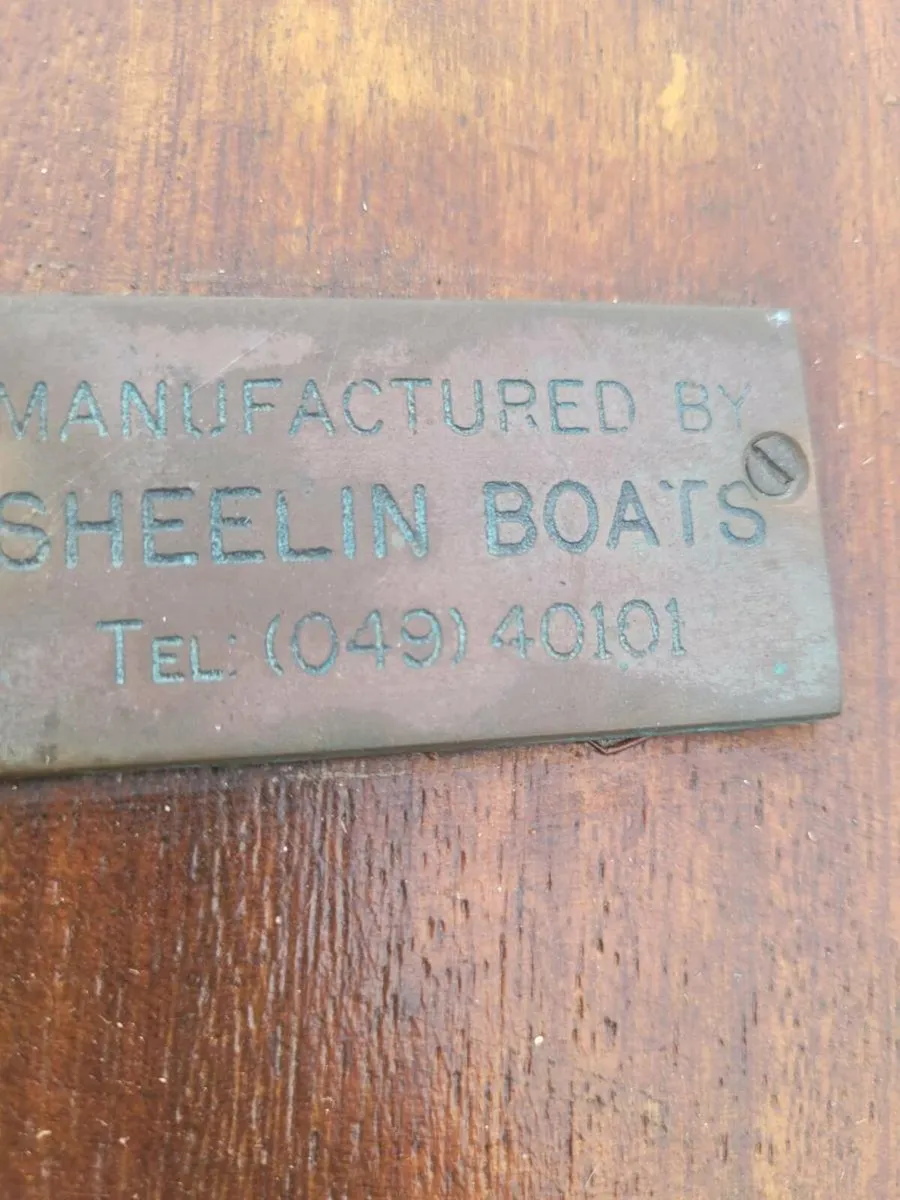 MANUFACTURED BY
SHEELIN BOATS
TEL: (049) 40101